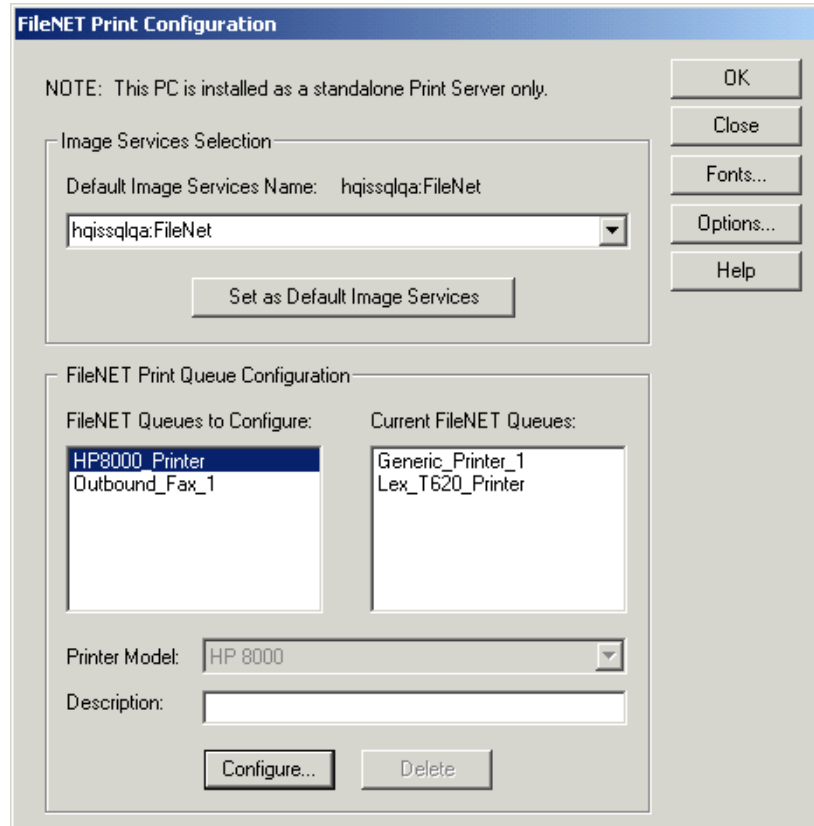 FileNET Print Configuration
NOTE:  This PC is installed as a standalone Print Server only.
OK
Close
Fonts...
Options...
Help
Image Services Selection
Default Image Services Name:    hqissqlqa:FileNet
hqissqlqa:FileNet
Set as Default Image Services
FileNET Print Queue Configuration
FileNET Queues to Configure:
HP8000_Printer
Outbound_Fax_1
Current FileNET Queues:
Generic_Printer_1
Lex_T620_Printer
Printer Model:
HP 8000
Description:
Configure...
Delete